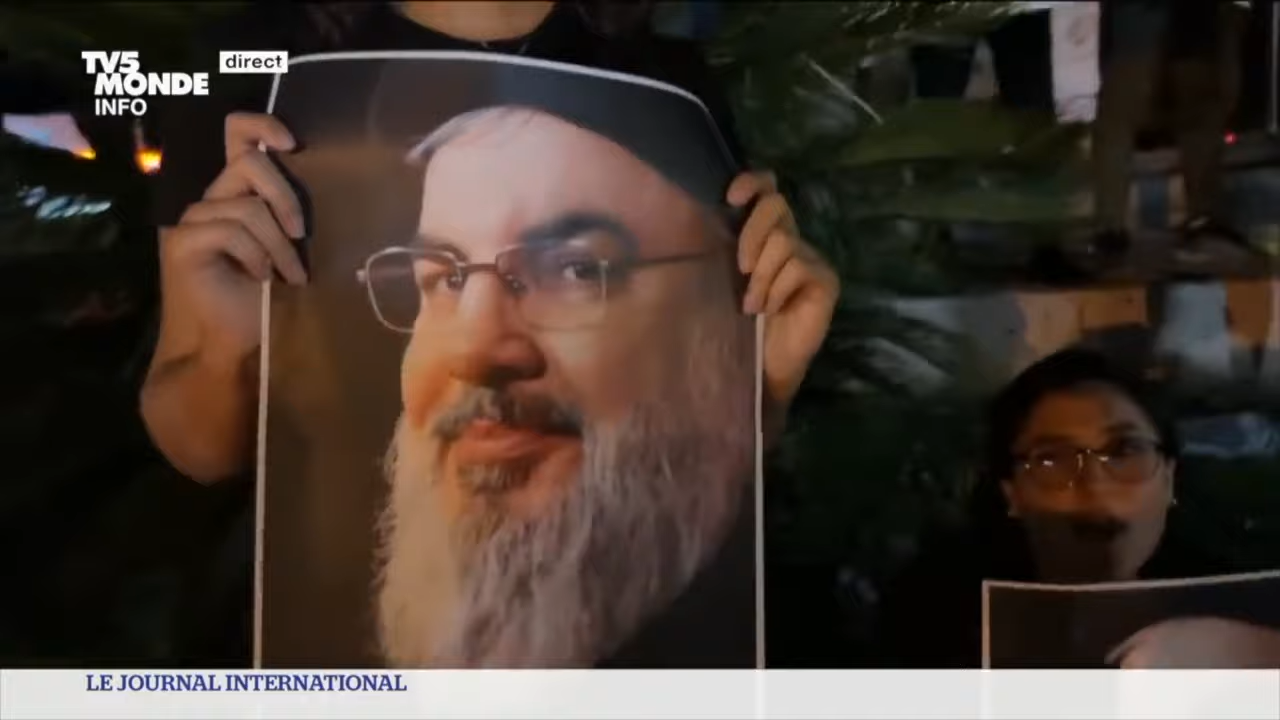 TV5
MONDE
INFO
direct
LE JOURNAL INTERNATIONAL